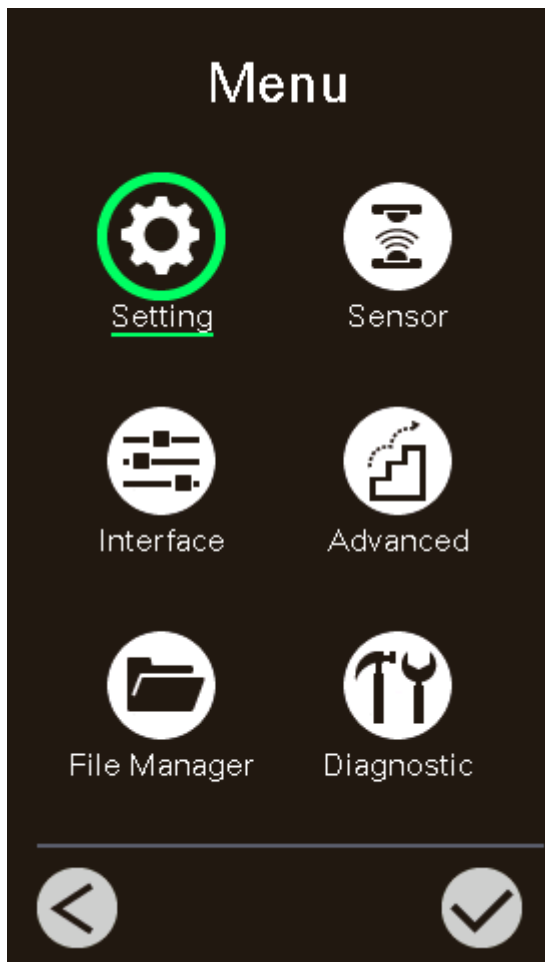 Menu
Setting
Sensor
Interface
Advanced
File Manager
Diagnostic